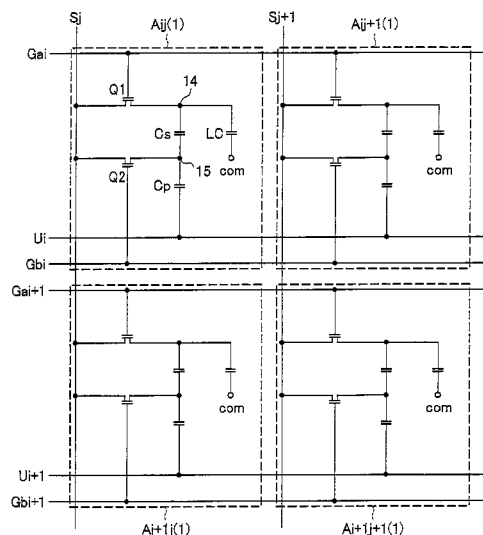 Sj Aij(1) Sj+1 Aij+1(1)
Gai
Q1 14
Cs LC
Q2 15 com com
Cp
Ui
Gbi
Gai+1
com com
Ui+1
Gbi+1
Ai+1j(1) Ai+1j+1(1)